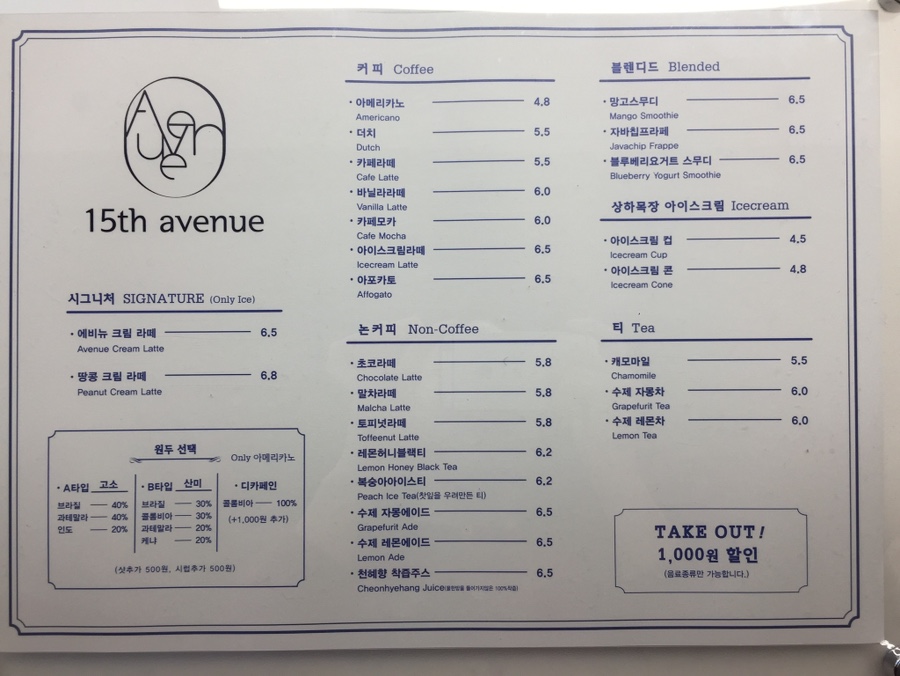 Avenue
15th avenue
시그니처 SIGNATURE (Only Ice)
· 에비뉴 크림 라떼 6.5
Avenue Cream Latte
· 땅콩 크림 라떼 6.8
Peanut Cream Latte
원두 선택
Only 아메리카노
· A타입 고소
브라질 40%
과테말라 40%
인도 20%
· B타입 산미
브라질 30%
콜롬비아 30%
과테말라 20%
케냐 20%
· 디카페인
콜롬비아 100%
(+1,000원 추가)
(샷추가 500원, 시럽추가 500원)
커피 Coffee
· 아메리카노 4.8
Americano
· 더치 5.5
Dutch
· 카페라떼 5.5
Cafe Latte
· 바닐라라떼 6.0
Vanilla Latte
· 카페모카 6.0
Cafe Mocha
· 아이스크림라떼 6.5
Icecream Latte
· 아포카토 6.5
Affogato
논커피 Non-Coffee
· 초코라떼 5.8
Chocolate Latte
· 말차라떼 5.8
Malcha Latte
· 토피넛라떼 5.8
Toffeenut Latte
· 레몬허니블랙티 6.2
Lemon Honey Black Tea
· 복숭아아이스티 6.2
Peach Ice Tea(찻잎을 우려만든 티)
· 수제 자몽에이드 6.5
Grapefurit Ade
· 수제 레몬에이드 6.5
Lemon Ade
· 천혜향 착즙주스 6.5
Cheonhyehang Juice
블렌디드 Blended
· 망고스무디 6.5
Mango Smoothie
· 자바칩프라페 6.5
Javachip Frappe
· 블루베리요거트 스무디 6.5
Blueberry Yogurt Smoothie
상하목장 아이스크림 Icecream
· 아이스크림 컵 4.5
Icecream Cup
· 아이스크림 콘 4.8
Icecream Cone
티 Tea
· 캐모마일 5.5
Chamomile
· 수제 자몽차 6.0
Grapefurit Tea
· 수제 레몬차 6.0
Lemon Tea
TAKE OUT!
1,000원 할인
(음료종류만 가능합니다.)